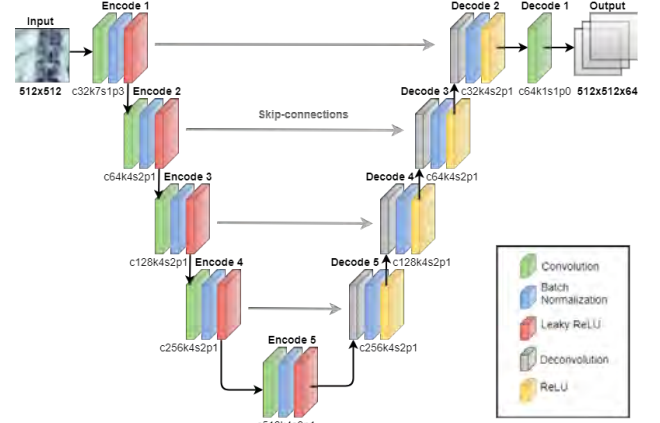 Input
Encode 1
Decode 2
Decode 1
Output
512x512
c32k7s1p3
c32k4s2p1
c64k1s1p0
512x512x64
Encode 2
Skip-connections
Decode 3
c64k4s2p1
c64k4s2p1
Encode 3
Decode 4
c128k4s2p1
c128k4s2p1
Encode 4
Decode 5
c256k4s2p1
c256k4s2p1
Encode 5
Convolution
Batch
Normalization
Leaky ReLU
Deconvolution
ReLU